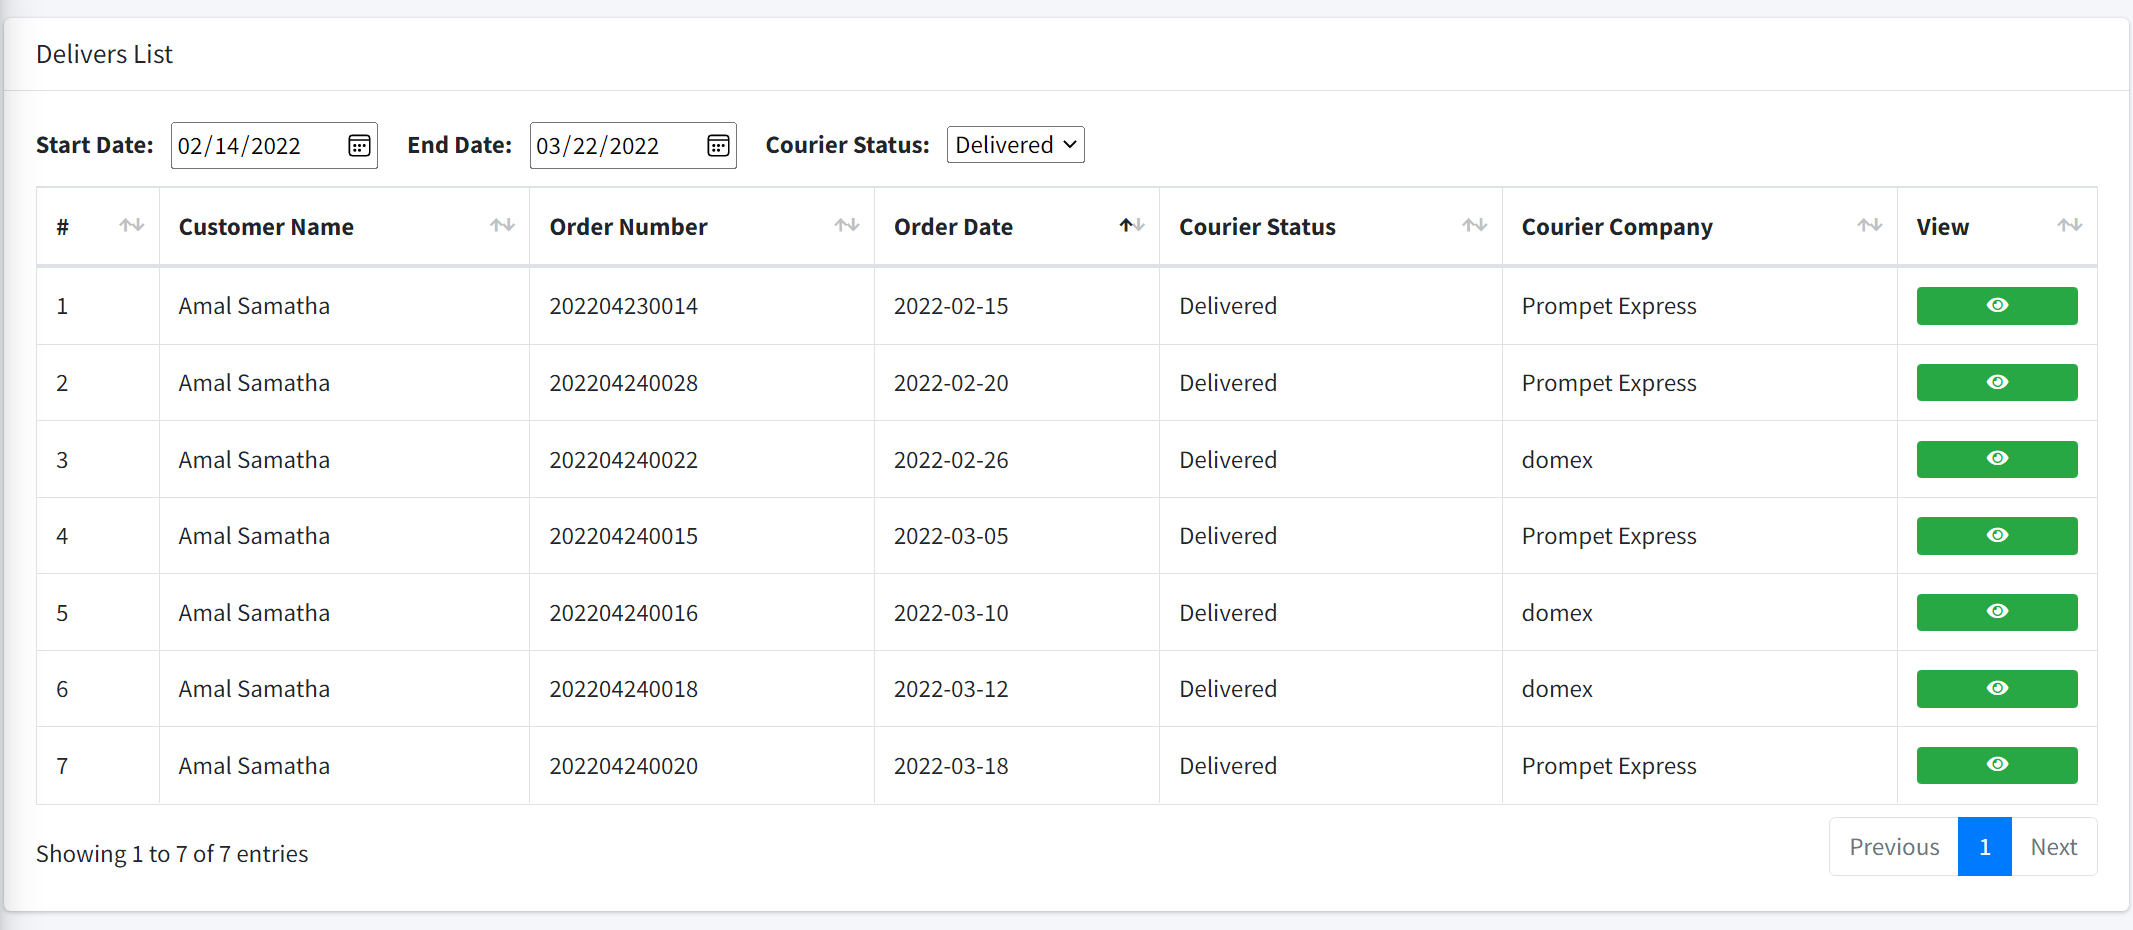 Delivers List
Start Date: 02/14/2022 End Date: 03/22/2022 Courier Status: Delivered
# Customer Name Order Number Order Date Courier Status Courier Company View
1 Amal Samatha 202204230014 2022-02-15 Delivered Prompet Express
2 Amal Samatha 202204240028 2022-02-20 Delivered Prompet Express
3 Amal Samatha 202204240022 2022-02-26 Delivered domex
4 Amal Samatha 202204240015 2022-03-05 Delivered Prompet Express
5 Amal Samatha 202204240016 2022-03-10 Delivered domex
6 Amal Samatha 202204240018 2022-03-12 Delivered domex
7 Amal Samatha 202204240020 2022-03-18 Delivered Prompet Express
Showing 1 to 7 of 7 entries Previous 1 Next